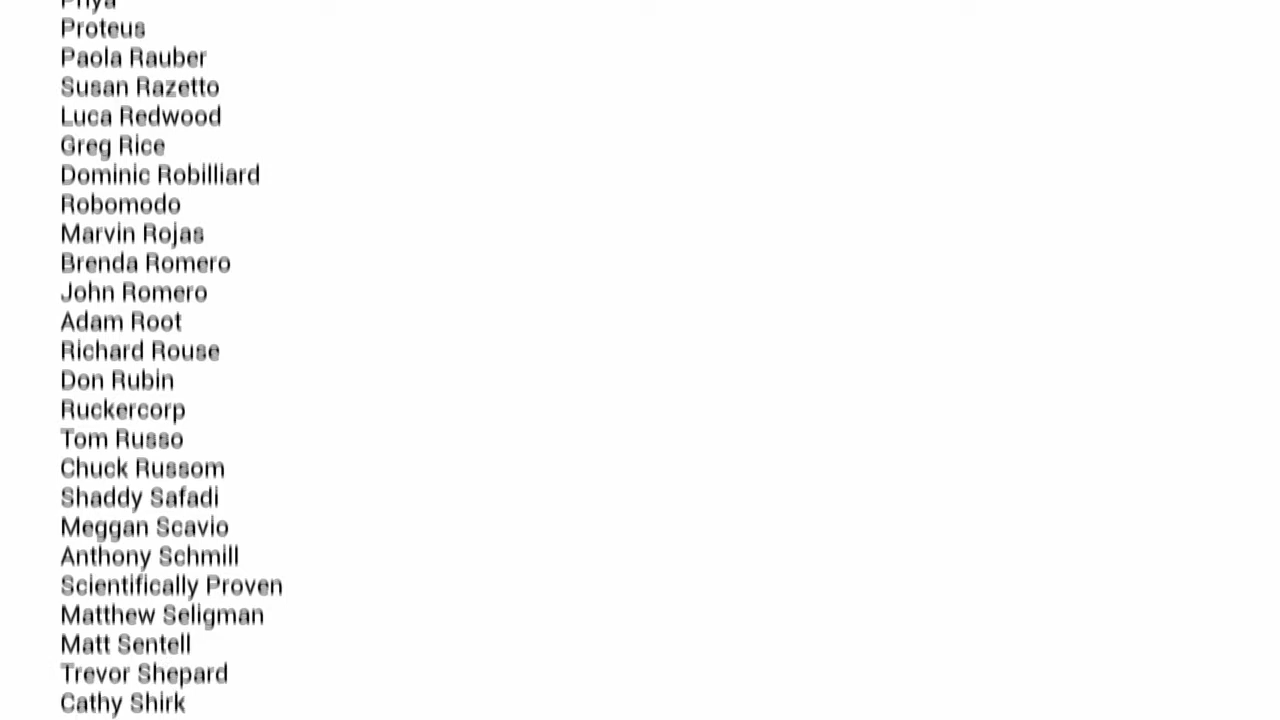 Priya
Proteus
Paola Rauber
Susan Razetto
Luca Redwood
Greg Rice
Dominic Robilliard
Robomodo
Marvin Rojas
Brenda Romero
John Romero
Adam Root
Richard Rouse
Don Rubin
Ruckercorp
Tom Russo
Chuck Russom
Shaddy Safadi
Meggan Scavio
Anthony Schmill
Scientifically Proven
Matthew Seligman
Matt Sentell
Trevor Shepard
Cathy Shirk